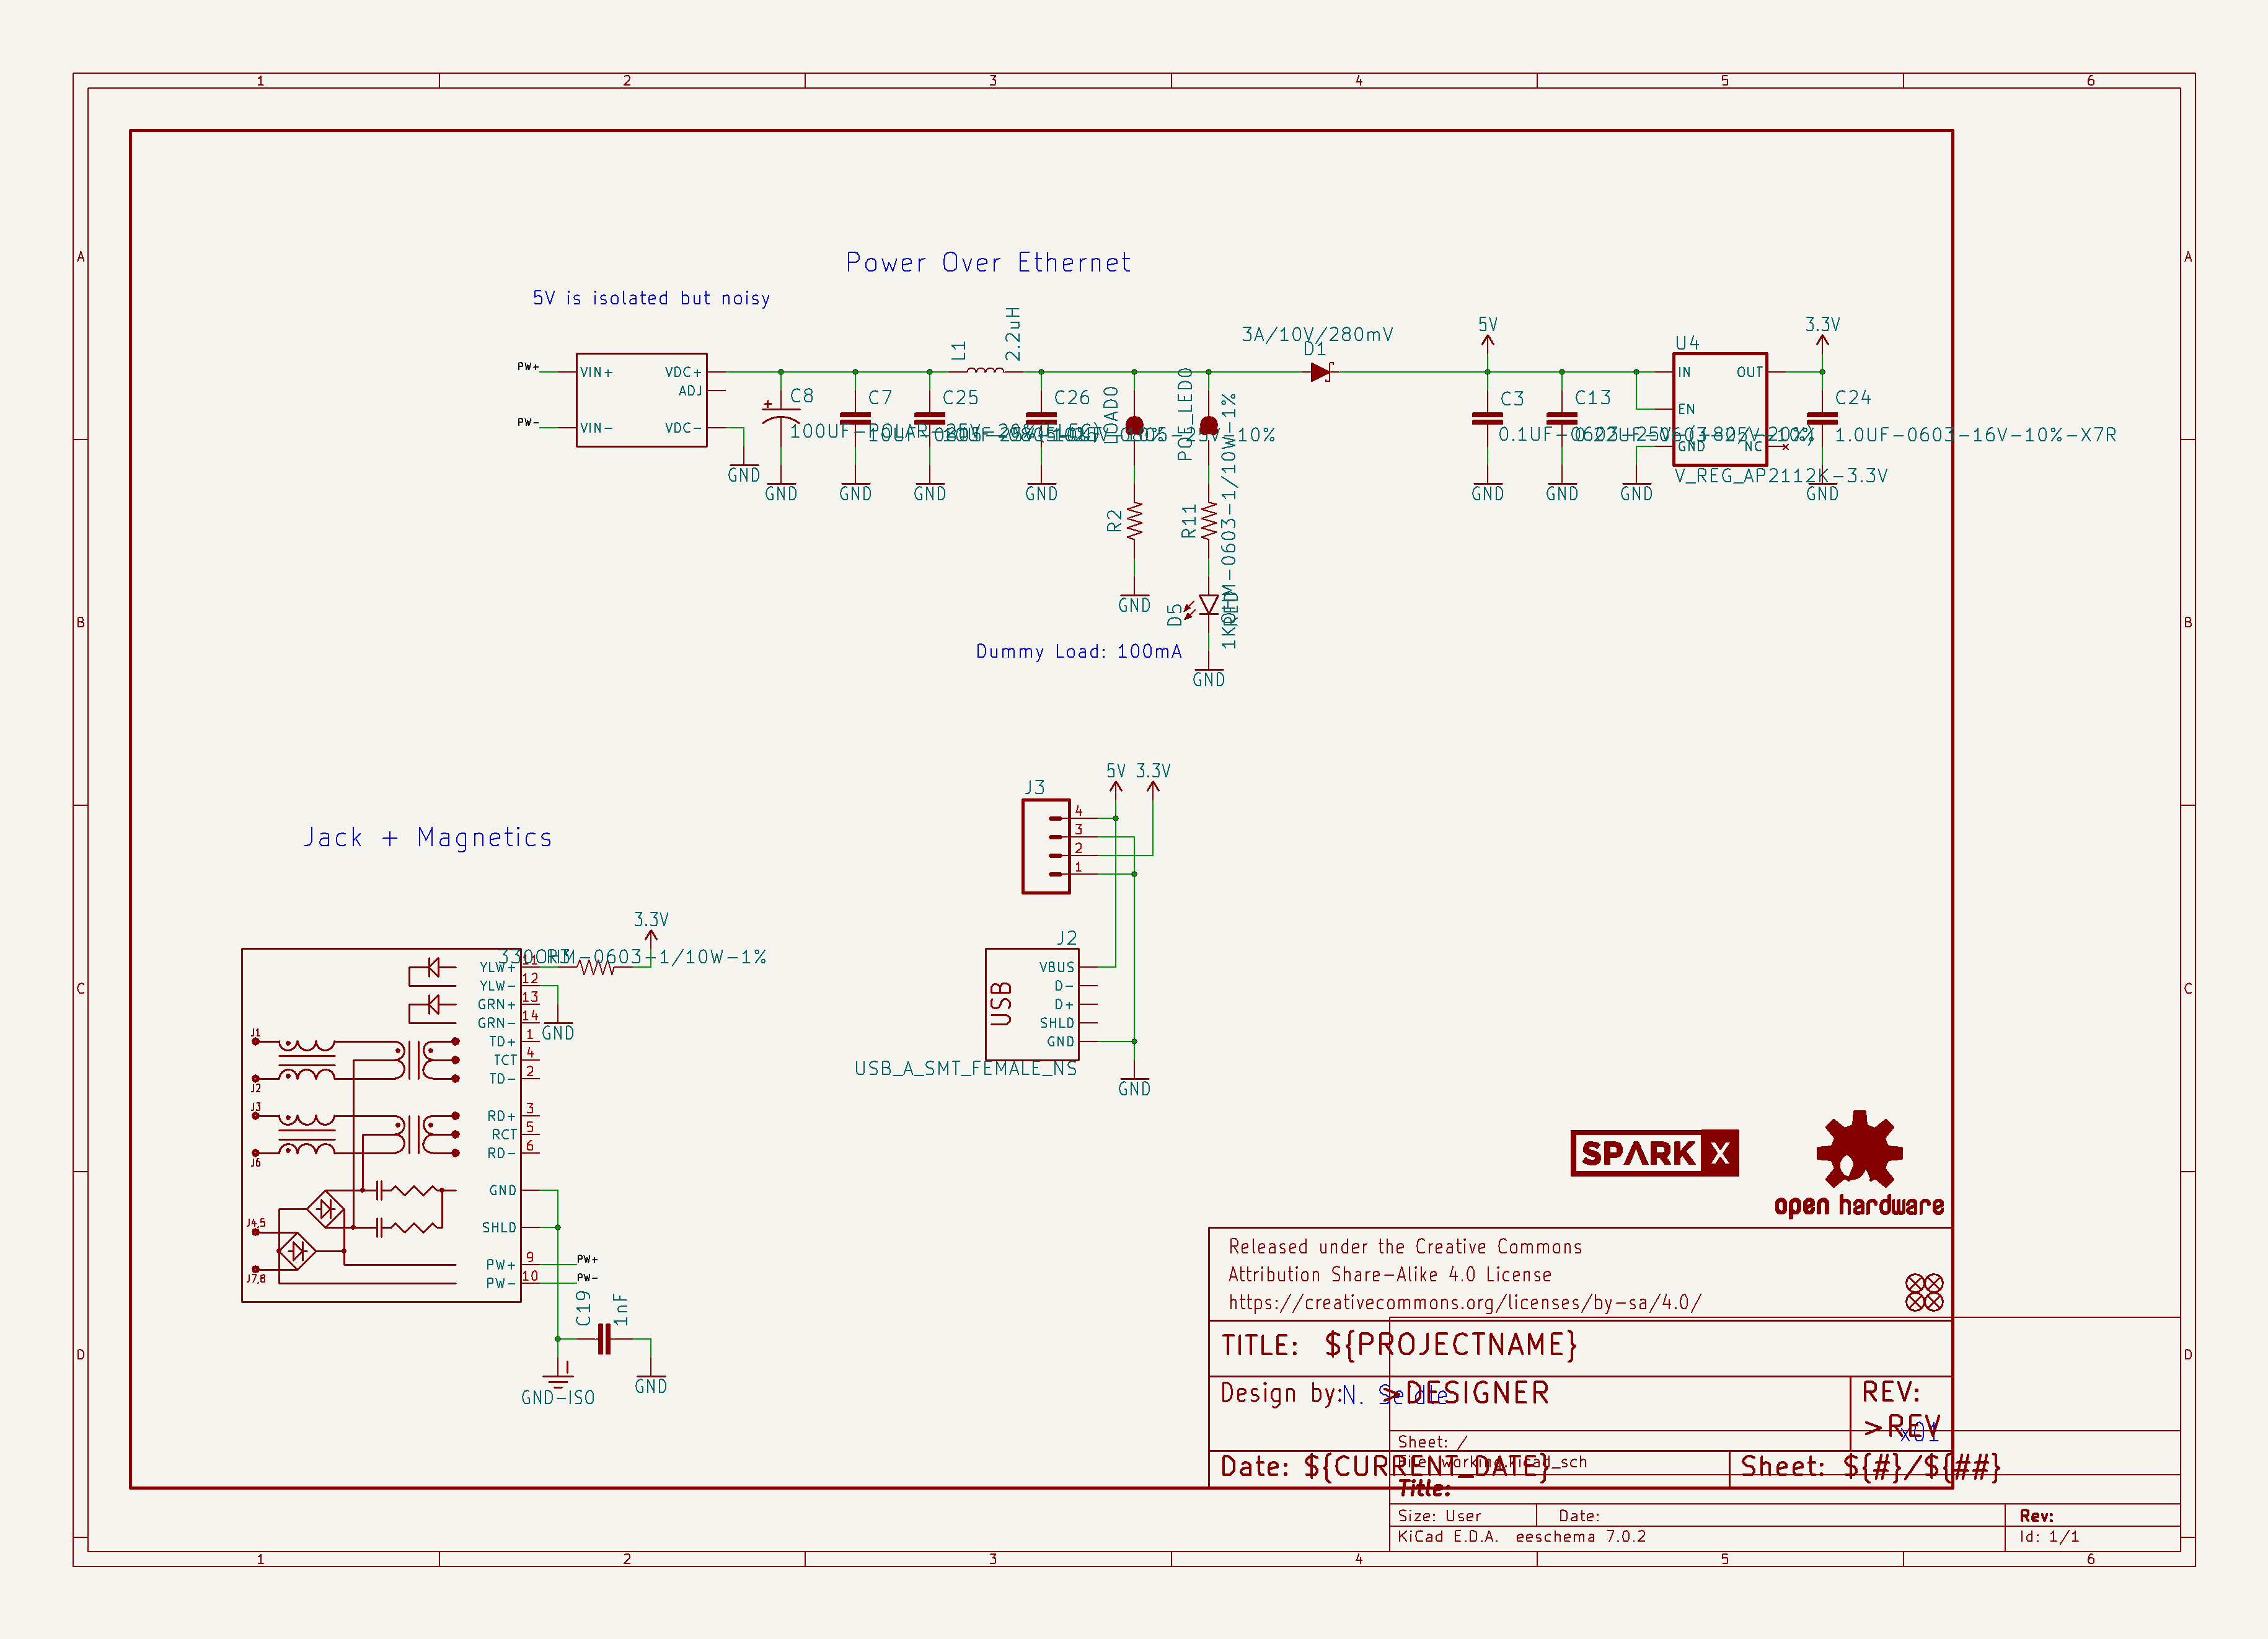 1 2 3 4 5 6
A
B
C
D
Power Over Ethernet
5V is isolated but noisy
PW+
PW-
VIN+
VIN-
VDC+
ADJ
VDC-
GND
C8
100UF-POLAR-25V-20%(ELEC)
GND
C7
GND
C25
GND
L1
2.2uH
C26
GND
LOAD0
R2
GND
POE_LED0
R11
1KOHM-0603-1/10W-1%
D5
RED
GND
Dummy Load: 100mA
3A/10V/280mV
D1
5V
C3
GND
C13
GND
U4
IN
OUT
EN
GND
NC
V_REG_AP2112K-3.3V
GND
3.3V
C24
1.0UF-0603-16V-10%-X7R
GND
5V 3.3V
J3
4
3
2
1
J2
USB
VBUS
D-
D+
SHLD
GND
USB_A_SMT_FEMALE_NS
GND
Jack + Magnetics
3.3V
R3
330OHM-0603-1/10W-1%
YLW+ 11
YLW- 12
GRN+ 13
GRN- 14
GND
J1
TD+ 1
TCT 4
J2
TD- 2
J3
RD+ 3
RCT 5
J6
RD- 6
GND
J4,5
SHLD
J7,8
PW+ 9 PW+
PW- 10 PW-
C19
1nF
GND-ISO
GND
SPARK X
open hardware
Released under the Creative Commons
Attribution Share-Alike 4.0 License
https://creativecommons.org/licenses/by-sa/4.0/
TITLE: ${PROJECTNAME}
Design by: N. Seidle
>DESIGNER
REV:
>REV
x01
Date: ${CURRENT_DATE}
Sheet: ${#}/${##}
Sheet: /
File: working.kicad_sch
Title:
Size: User
Date:
Rev:
KiCad E.D.A. eeschema 7.0.2
Id: 1/1
1 2 3 4 5 6
A
B
C
D